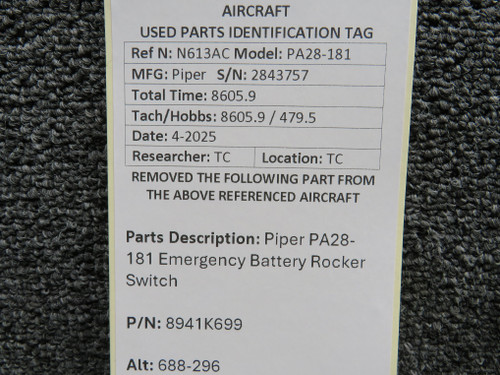 AIRCRAFT
USED PARTS IDENTIFICATION TAG
Ref N: N613AC Model: PA28-181
MFG: Piper S/N: 2843757
Total Time: 8605.9
Tach/Hobbs: 8605.9 / 479.5
Date: 4-2025
Researcher: TC Location: TC
REMOVED THE FOLLOWING PART FROM
THE ABOVE REFERENCED AIRCRAFT
Parts Description: Piper PA28-
181 Emergency Battery Rocker
Switch
P/N: 8941K699
Alt: 688-296